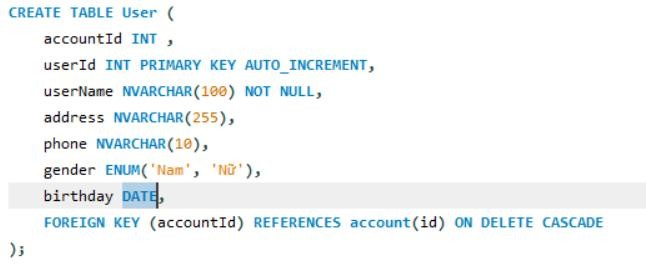 CREATE TABLE User (
    accountId INT ,
    userId INT PRIMARY KEY AUTO_INCREMENT,
    userName NVARCHAR(100) NOT NULL,
    address NVARCHAR(255),
    phone NVARCHAR(10),
    gender ENUM('Nam', 'Nữ'),
    birthday DATE,
    FOREIGN KEY (accountId) REFERENCES account(id) ON DELETE CASCADE
);